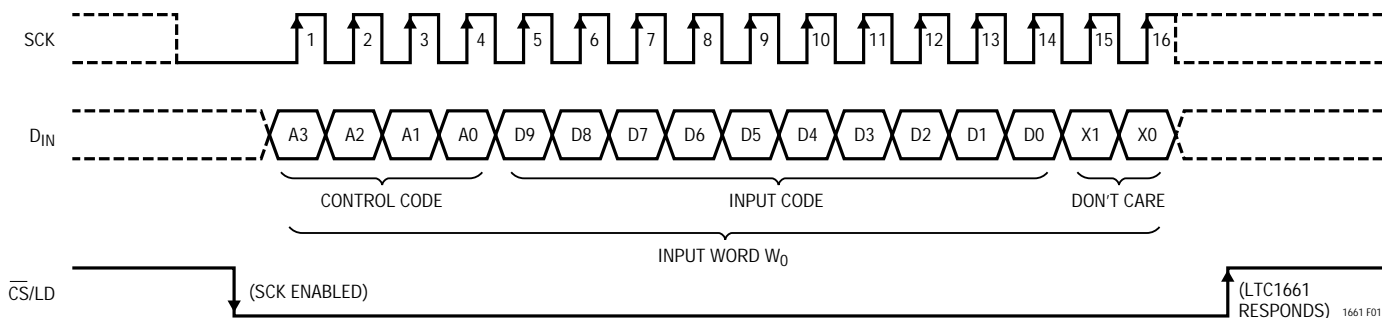 SCK 1 2 3 4 5 6 7 8 9 10 11 12 13 14 15 16
DIN A3 A2 A1 A0 D9 D8 D7 D6 D5 D4 D3 D2 D1 D0 X1 X0
CONTROL CODE INPUT CODE DON'T CARE
INPUT WORD W0
CS/LD (SCK ENABLED) (LTC1661
RESPONDS) 1661 F01